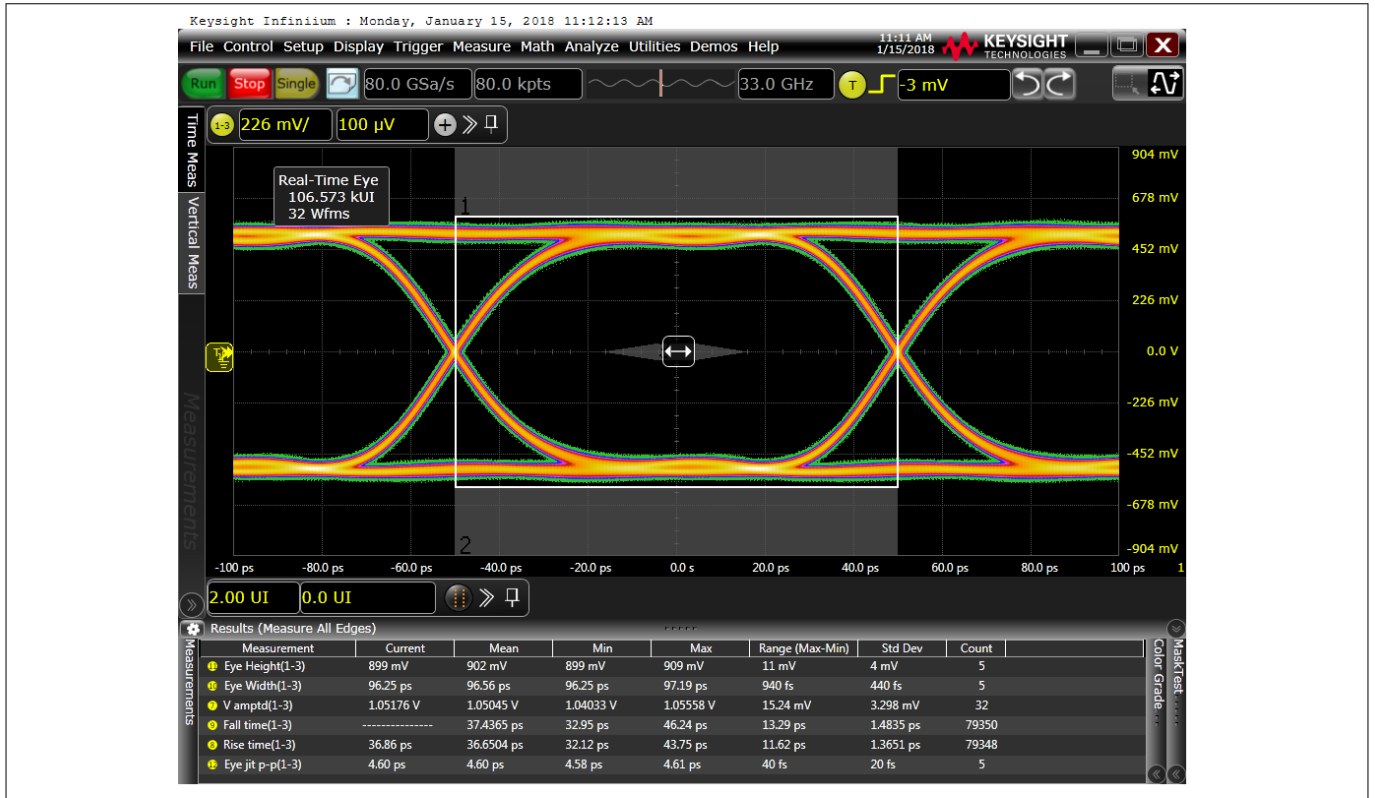 Keysight Infiniium : Monday, January 15, 2018 11:12:13 AM
File Control Setup Display Trigger Measure Math Analyze Utilities Demos Help
11:11 AM
1/15/2018
KEYSIGHT
TECHNOLOGIES
Run Stop Single 80.0 GSa/s 80.0 kpts 33.0 GHz T -3 mV
1-3 226 mV/ 100 µV
Time Meas
Vertical Meas
Measurements
Real-Time Eye
106.573 kUI
32 Wfms
1
2
904 mV
678 mV
452 mV
226 mV
0.0 V
-226 mV
-452 mV
-678 mV
-904 mV
-100 ps -80.0 ps -60.0 ps -40.0 ps -20.0 ps 0.0 s 20.0 ps 40.0 ps 60.0 ps 80.0 ps 100 ps 1
2.00 UI 0.0 UI
Results (Measure All Edges)
Measurements
Measurement Current Mean Min Max Range (Max-Min) Std Dev Count
11 Eye Height(1-3) 899 mV 902 mV 899 mV 909 mV 11 mV 4 mV 5
10 Eye Width(1-3) 96.25 ps 96.56 ps 96.25 ps 97.19 ps 940 fs 440 fs 5
7 V amptd(1-3) 1.05176 V 1.05045 V 1.04033 V 1.05558 V 15.24 mV 3.298 mV 32
9 Fall time(1-3) --------------- 37.4365 ps 32.95 ps 46.24 ps 13.29 ps 1.4835 ps 79350
8 Rise time(1-3) 36.86 ps 36.6504 ps 32.12 ps 43.75 ps 11.62 ps 1.3651 ps 79348
12 Eye jit p-p(1-3) 4.60 ps 4.60 ps 4.58 ps 4.61 ps 40 fs 20 fs 5
Color Grade
MaskTest